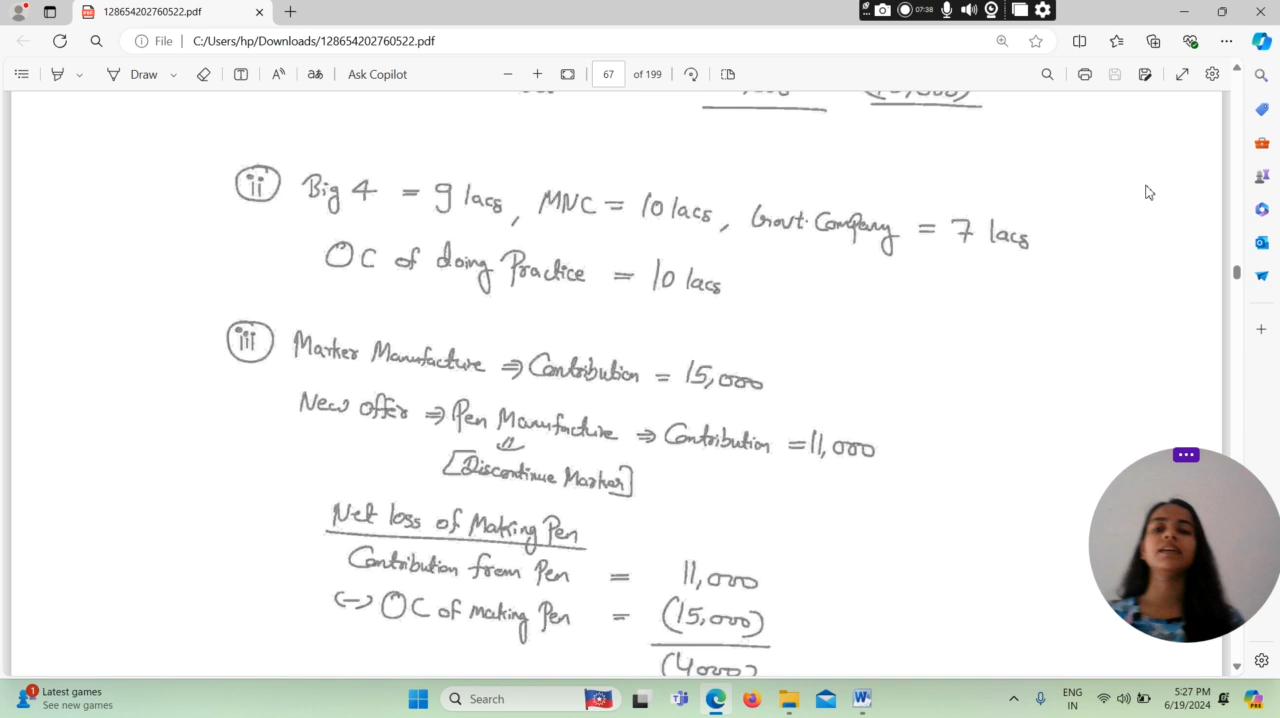 128654202760522.pdf
07:38
File
C:/Users/hp/Downloads/128654202760522.pdf
Draw
aあ
Ask Copilot
67
of 199
ii Big 4 = 9 lacs, MNC = 10 lacs, Govt. Company = 7 lacs
OC of doing Practice = 10 lacs
iii Marker Manufacture ⇒ Contribution = 15,000
New offer ⇒ Pen Manufacture ⇒ Contribution = 11,000
[Discontinue Marker]
Net loss of Making Pen
Contribution from Pen = 11,000
(-) OC of Making Pen = (15,000)
(4000)
1
Latest games
See new games
Search
ENG
IN
5:27 PM
6/19/2024